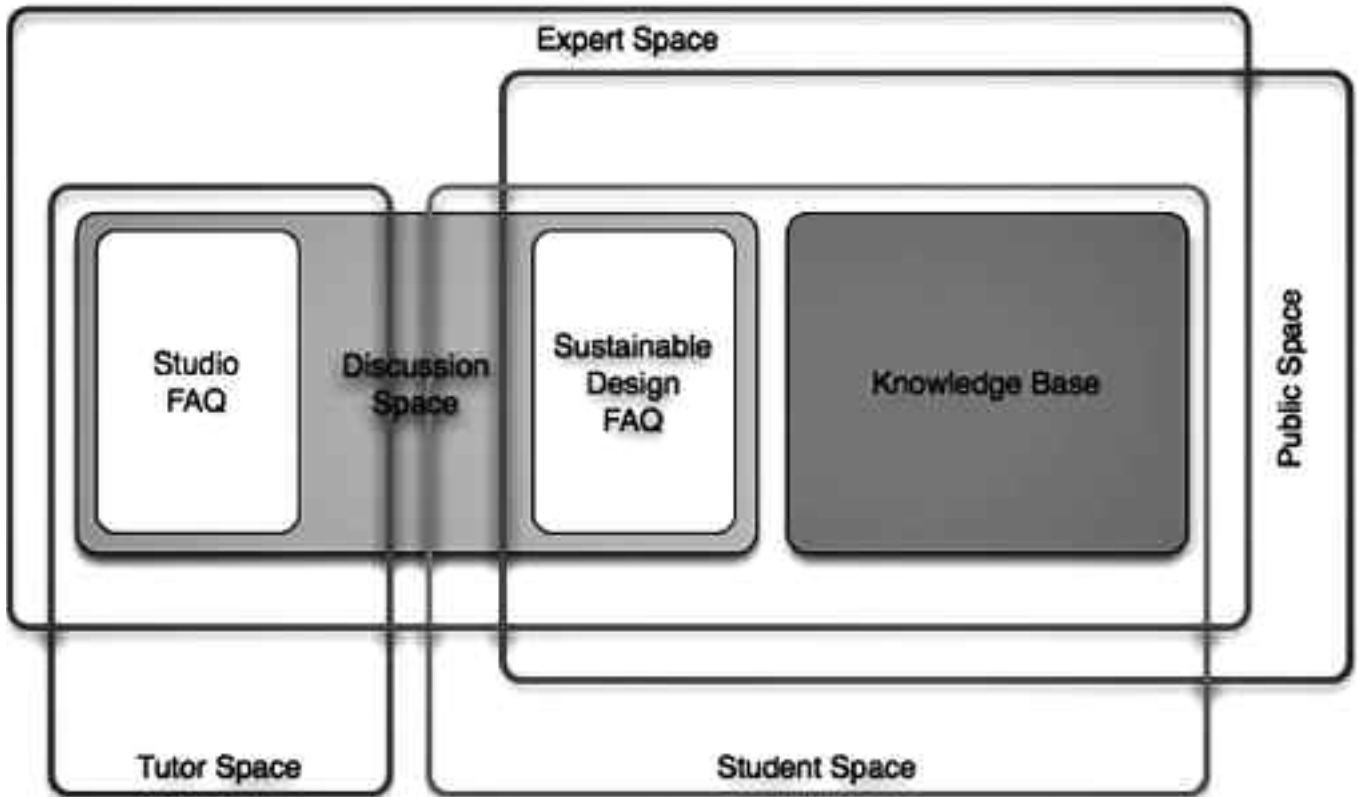 Expert Space
Studio
FAQ
Discussion
Space
Sustainable
Design
FAQ
Knowledge Base
Public Space
Tutor Space
Student Space